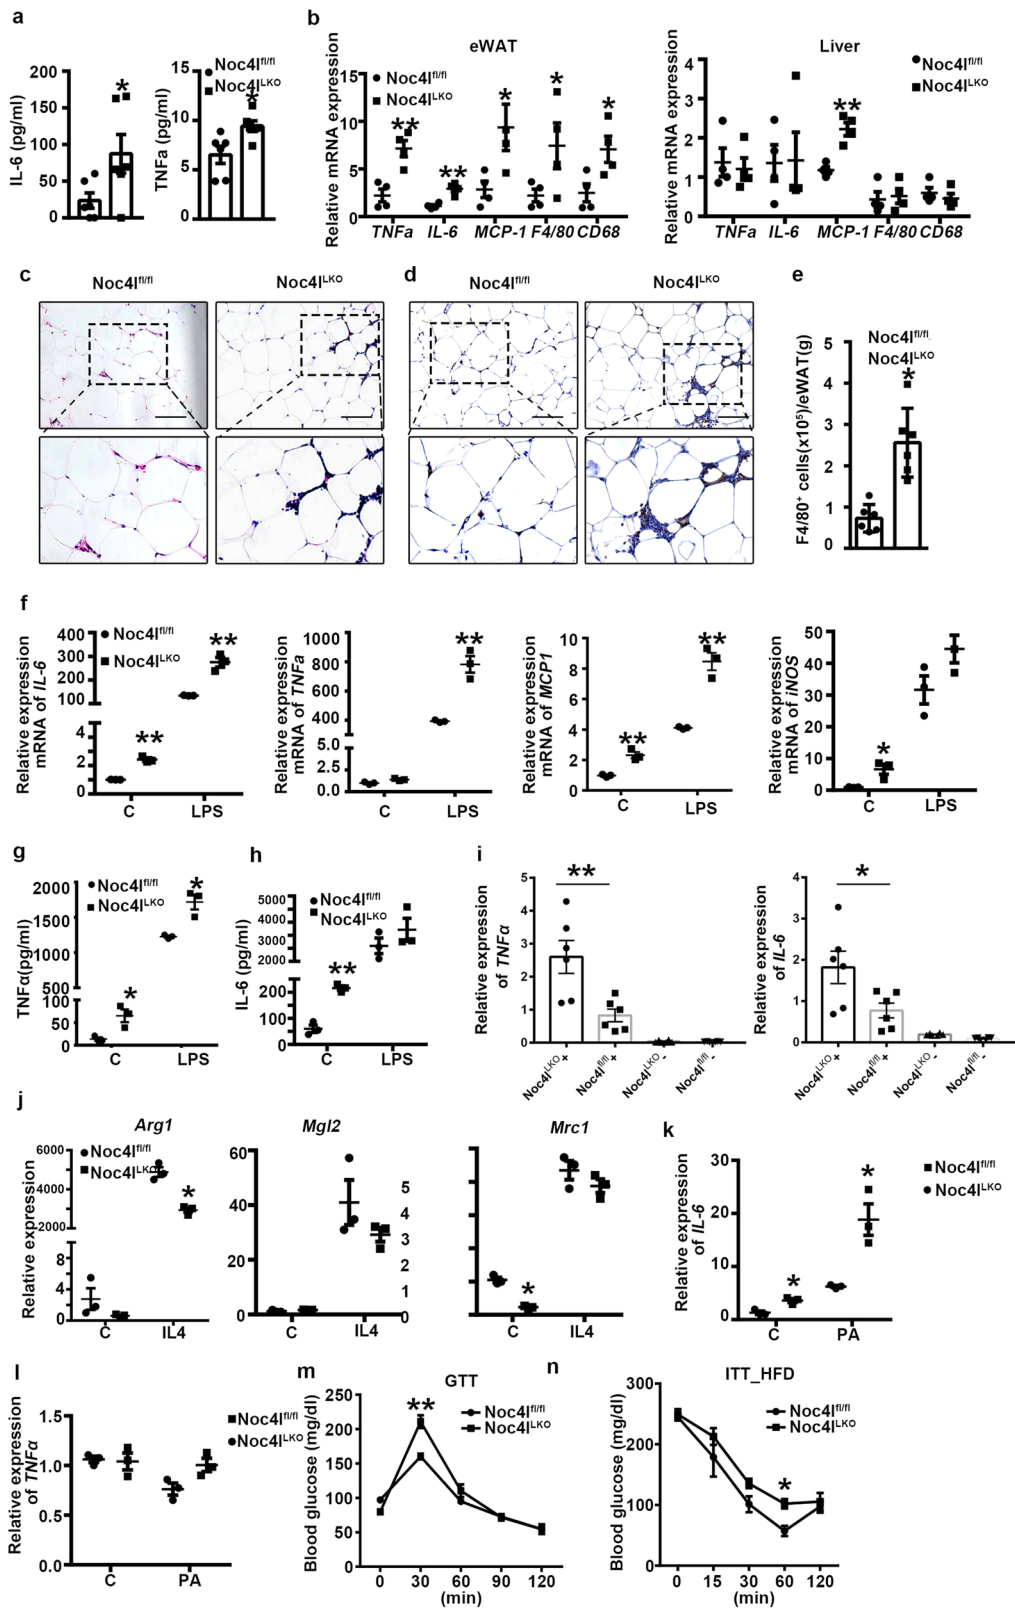 a
IL-6 (pg/ml)
200
150
100
50
0
*
TNFa (pg/ml)
15
10
5
0
Noc4l^fl/fl
Noc4l^LKO
*
b
eWAT
Relative mRNA expression
15
10
5
0
Noc4l^fl/fl
Noc4l^LKO
** ** * * *
TNFa IL-6 MCP-1 F4/80 CD68
Liver
Relative mRNA expression
4
3
2
1
0
Noc4l^fl/fl
Noc4l^LKO
**
TNFa IL-6 MCP-1 F4/80 CD68
c
Noc4l^fl/fl
Noc4l^LKO
d
Noc4l^fl/fl
Noc4l^LKO
e
F4/80+ cells(x10^5)/eWAT(g)
5
4
3
2
1
0
Noc4l^fl/fl
Noc4l^LKO
*
f
Relative expression
mRNA of IL-6
400
300
200
100
4
2
0
Noc4l^fl/fl
Noc4l^LKO
** **
C LPS
Relative expression
mRNA of TNFa
1000
800
600
400
5.0
2.5
0.0
**
C LPS
Relative expression
mRNA of MCP1
10
8
6
4
2
0
** **
C LPS
Relative expression
mRNA of iNOS
50
40
30
20
10
0
*
C LPS
g
TNFα(pg/ml)
2000
1500
1000
500
100
50
0
Noc4l^fl/fl
Noc4l^LKO
* *
C LPS
h
IL-6 (pg/ml)
5000
4000
3000
2000
200
100
0
Noc4l^fl/fl
Noc4l^LKO
**
C LPS
i
Relative expression
of TNFα
5
4
3
2
1
0
**
Noc4l^LKO+ Noc4l^fl/fl+ Noc4l^LKO- Noc4l^fl/fl-
Relative expression
of IL-6
4
3
2
1
0
*
Noc4l^LKO+ Noc4l^fl/fl+ Noc4l^LKO- Noc4l^fl/fl-
j
Arg1
Relative expression
6000
4000
2000
8
4
0
Noc4l^fl/fl
Noc4l^LKO
*
C IL4
Mgl2
60
40
20
0
C IL4
Mrc1
5
4
3
2
1
0
*
C IL4
k
Relative expression
of IL-6
30
20
10
0
Noc4l^fl/fl
Noc4l^LKO
* *
C PA
l
Relative expression
of TNFα
1.5
1.0
0.5
0.0
Noc4l^fl/fl
Noc4l^LKO
C PA
m
GTT
Blood glucose (mg/dl)
250
200
150
100
50
0
**
Noc4l^fl/fl
Noc4l^LKO
0 30 60 90 120
(min)
n
ITT_HFD
Blood glucose (mg/dl)
300
200
100
0
*
Noc4l^fl/fl
Noc4l^LKO
0 15 30 60 120
(min)